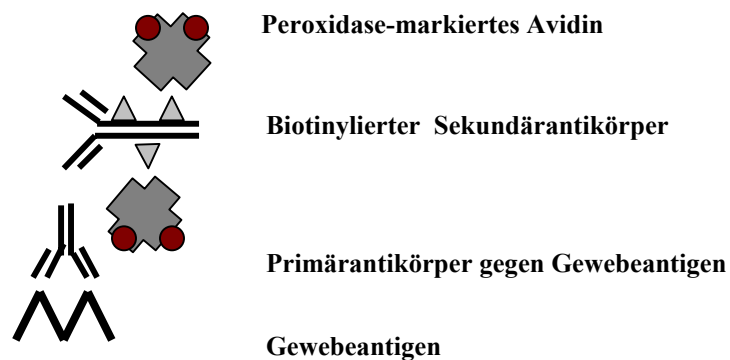 Peroxidase-markiertes Avidin
Biotinylierter Sekundärantikörper
Primärantikörper gegen Gewebeantigen
Gewebeantigen